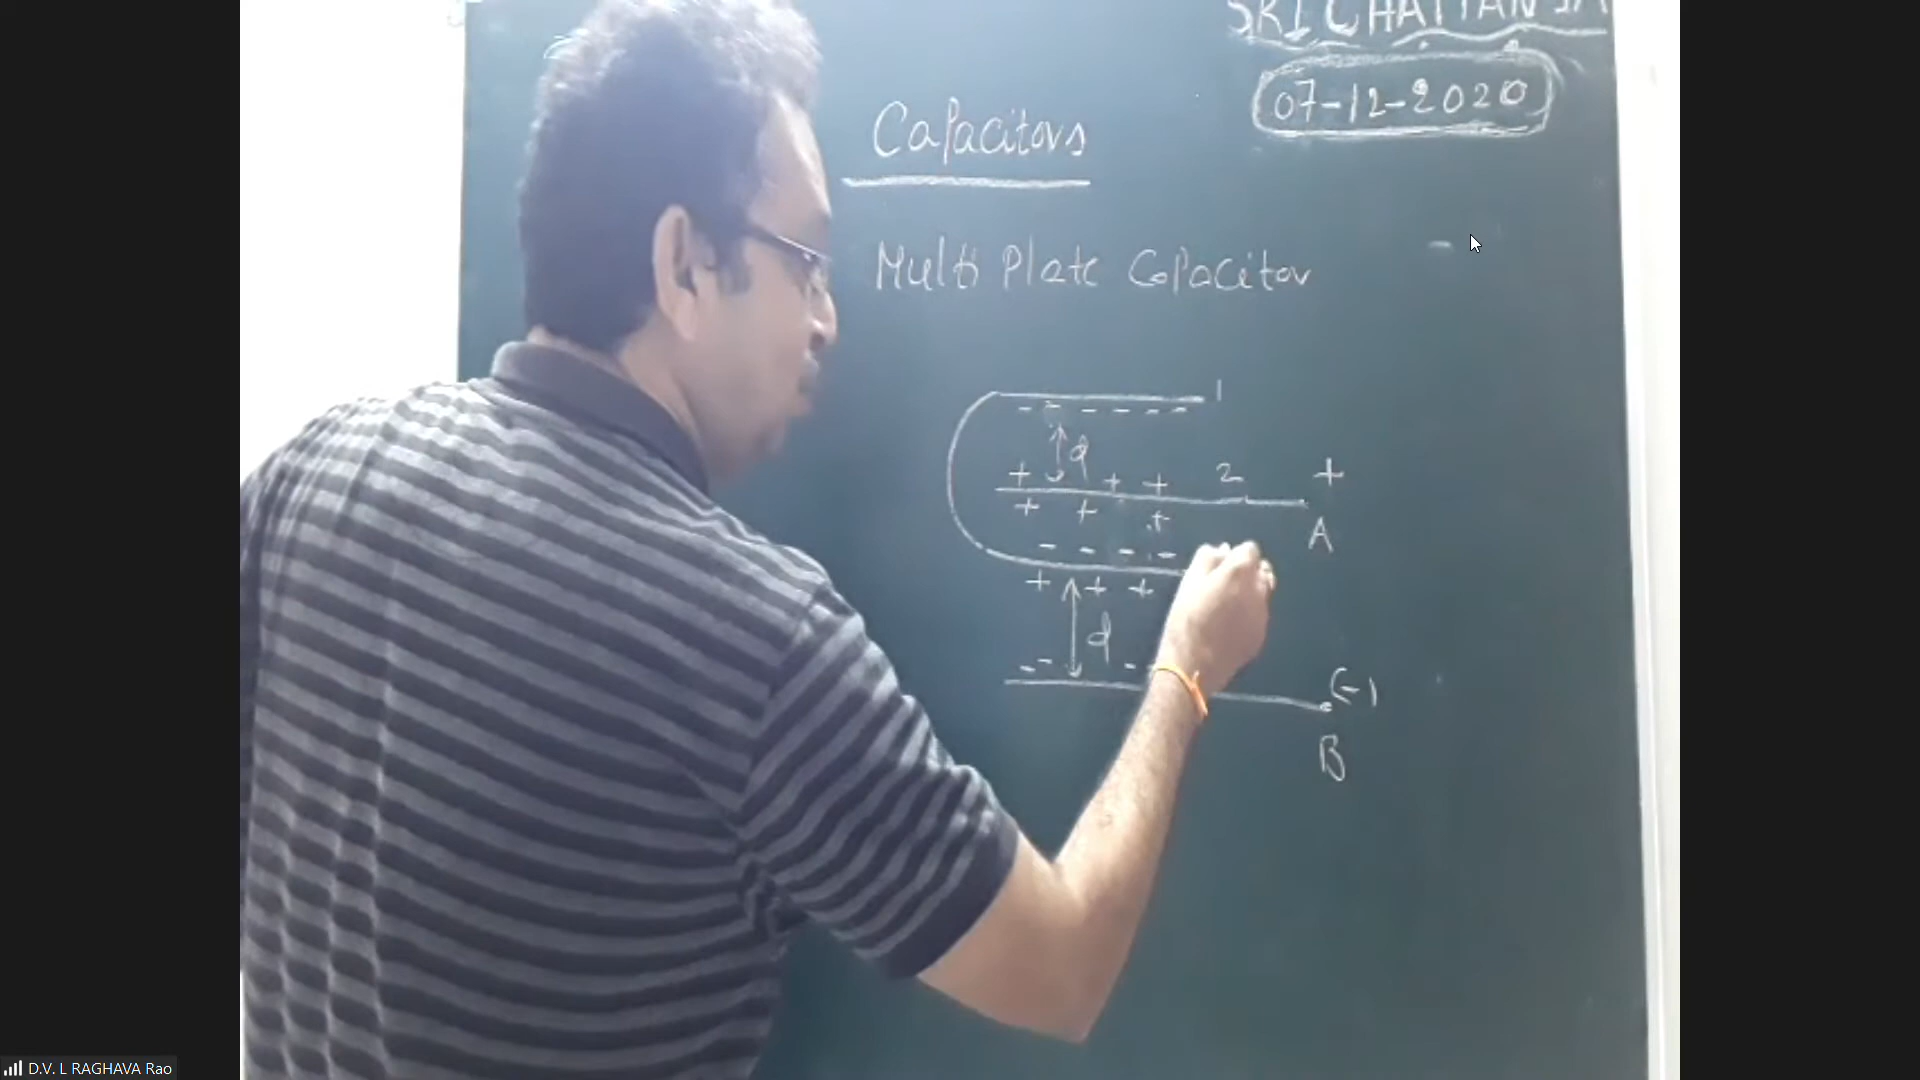 SRI CHAITANYA
07-12-2020
Capacitors
Multi Plate Capacitor
1
- - - - - -
d
+ + + 2 +
+ + + A
- - - -
+ + +
d
- - - (-)
B
D.V. L RAGHAVA Rao